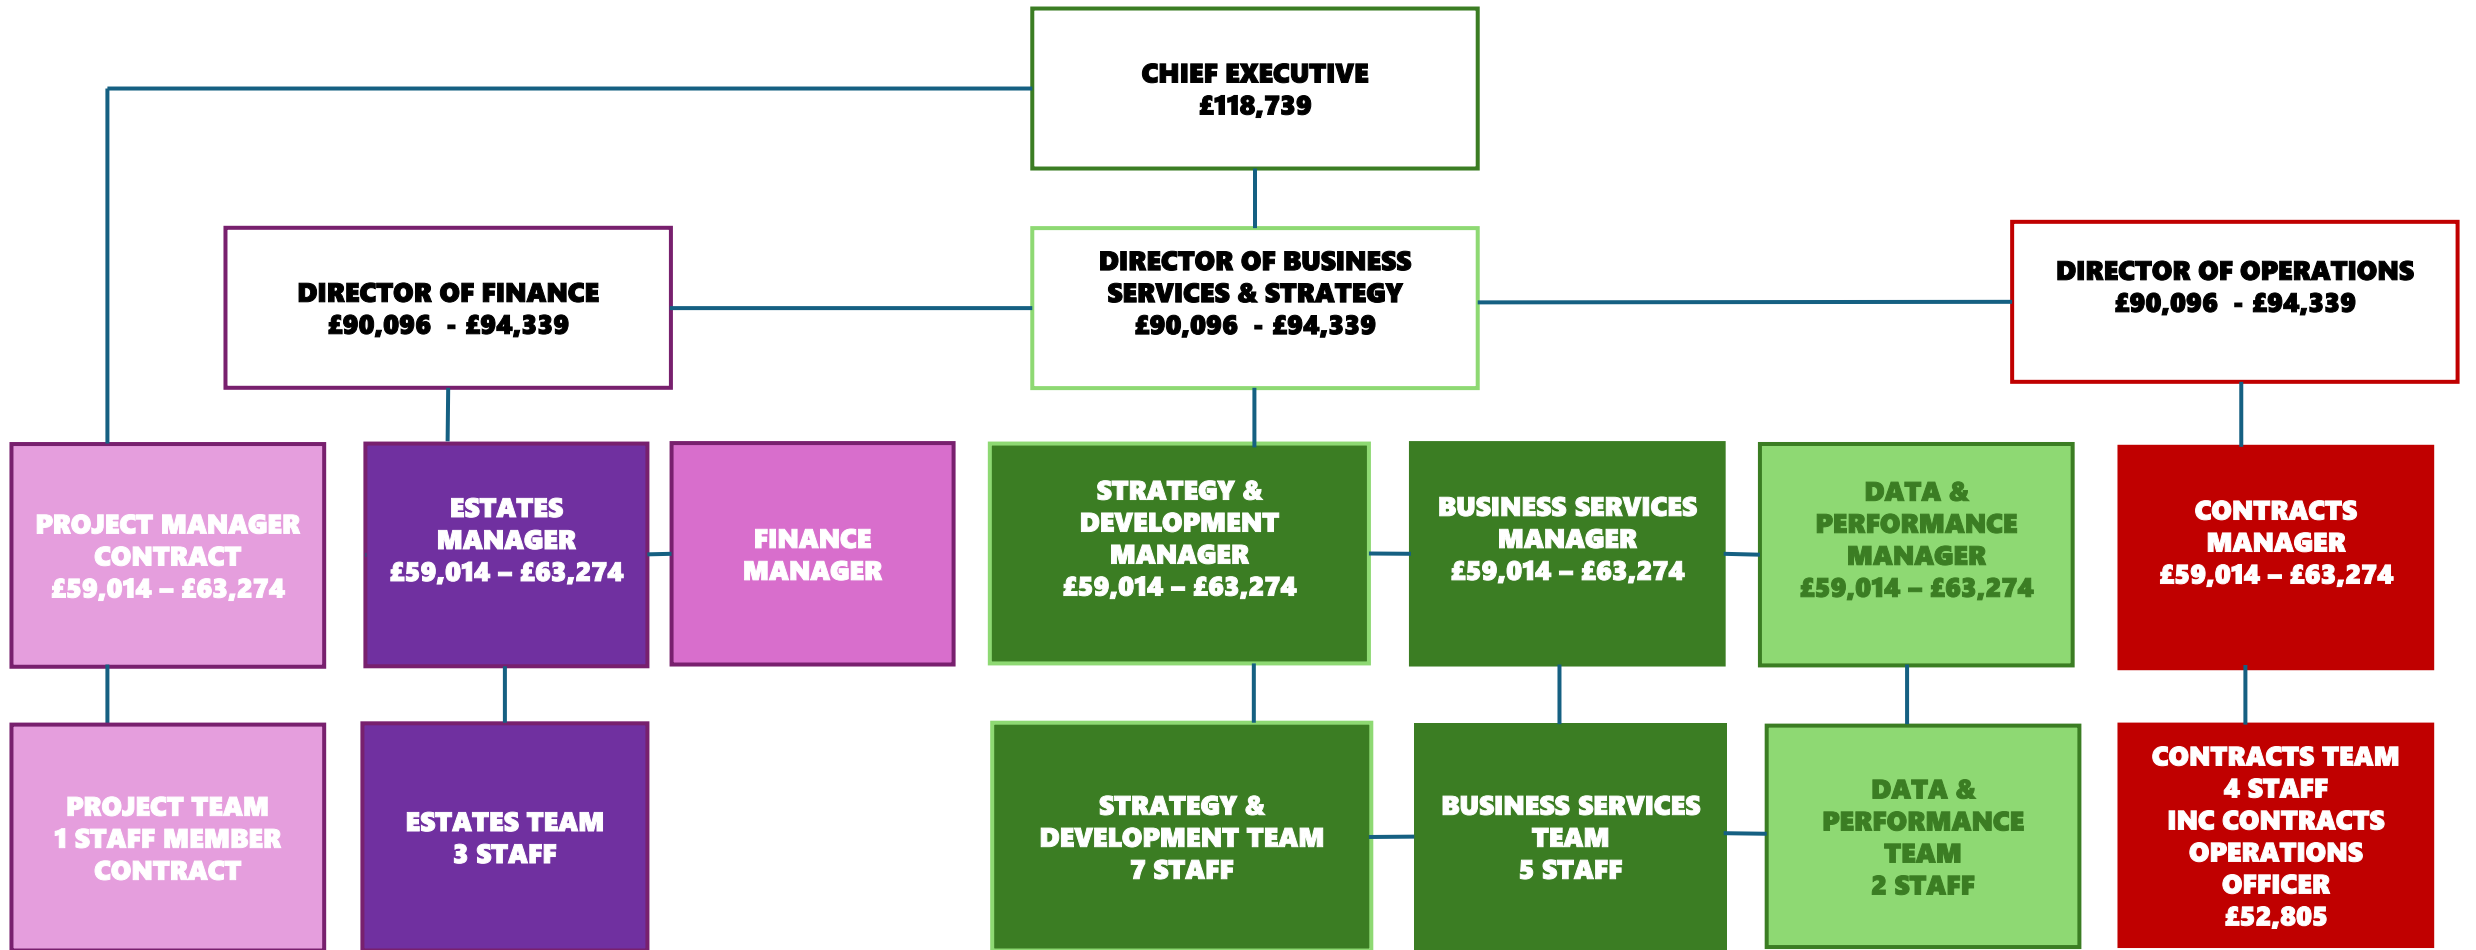 CHIEF EXECUTIVE
£118,739
DIRECTOR OF FINANCE
£90,096  - £94,339
DIRECTOR OF BUSINESS
SERVICES & STRATEGY
£90,096  - £94,339
DIRECTOR OF OPERATIONS
£90,096  - £94,339
PROJECT MANAGER
CONTRACT
£59,014 – £63,274
ESTATES
MANAGER
£59,014 – £63,274
FINANCE
MANAGER
STRATEGY &
DEVELOPMENT
MANAGER
£59,014 – £63,274
BUSINESS SERVICES
MANAGER
£59,014 – £63,274
DATA &
PERFORMANCE
MANAGER
£59,014 – £63,274
CONTRACTS
MANAGER
£59,014 – £63,274
PROJECT TEAM
1 STAFF MEMBER
CONTRACT
ESTATES TEAM
3 STAFF
STRATEGY &
DEVELOPMENT TEAM
7 STAFF
BUSINESS SERVICES
TEAM
5 STAFF
DATA &
PERFORMANCE
TEAM
2 STAFF
CONTRACTS TEAM
4 STAFF
INC CONTRACTS
OPERATIONS
OFFICER
£52,805